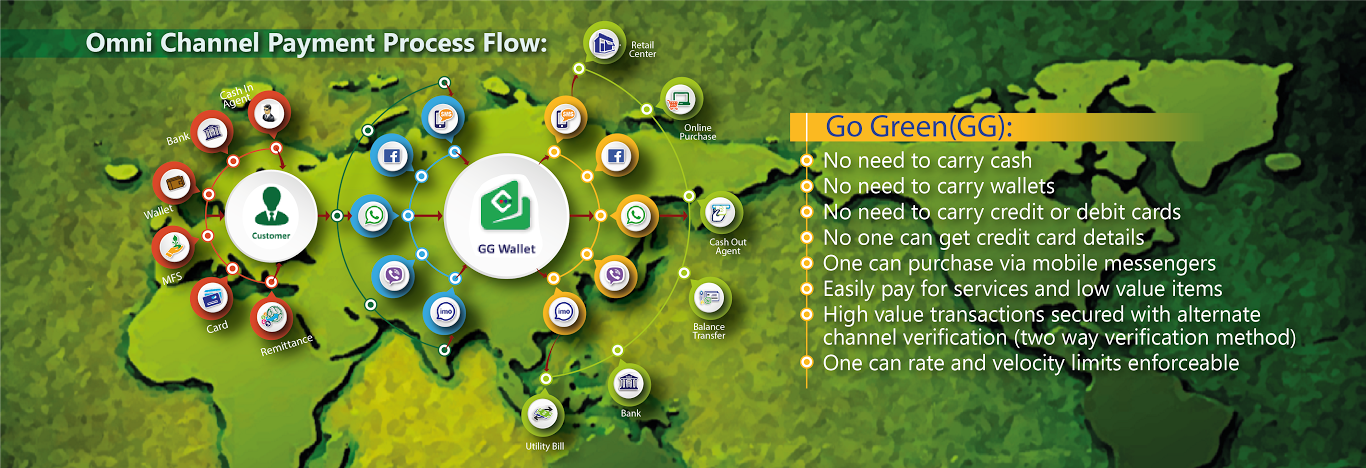 Omni Channel Payment Process Flow:
Cash In
Agent
Bank
Wallet
MFS
Card
Remittance
Customer
SMS
imo
GG Wallet
SMS
imo
Retail
Center
Online
Purchase
Cash Out
Agent
Balance
Transfer
Bank
Utility Bill
Go Green(GG):
No need to carry cash
No need to carry wallets
No need to carry credit or debit cards
No one can get credit card details
One can purchase via mobile messengers
Easily pay for services and low value items
High value transactions secured with alternate
channel verification (two way verification method)
One can rate and velocity limits enforceable